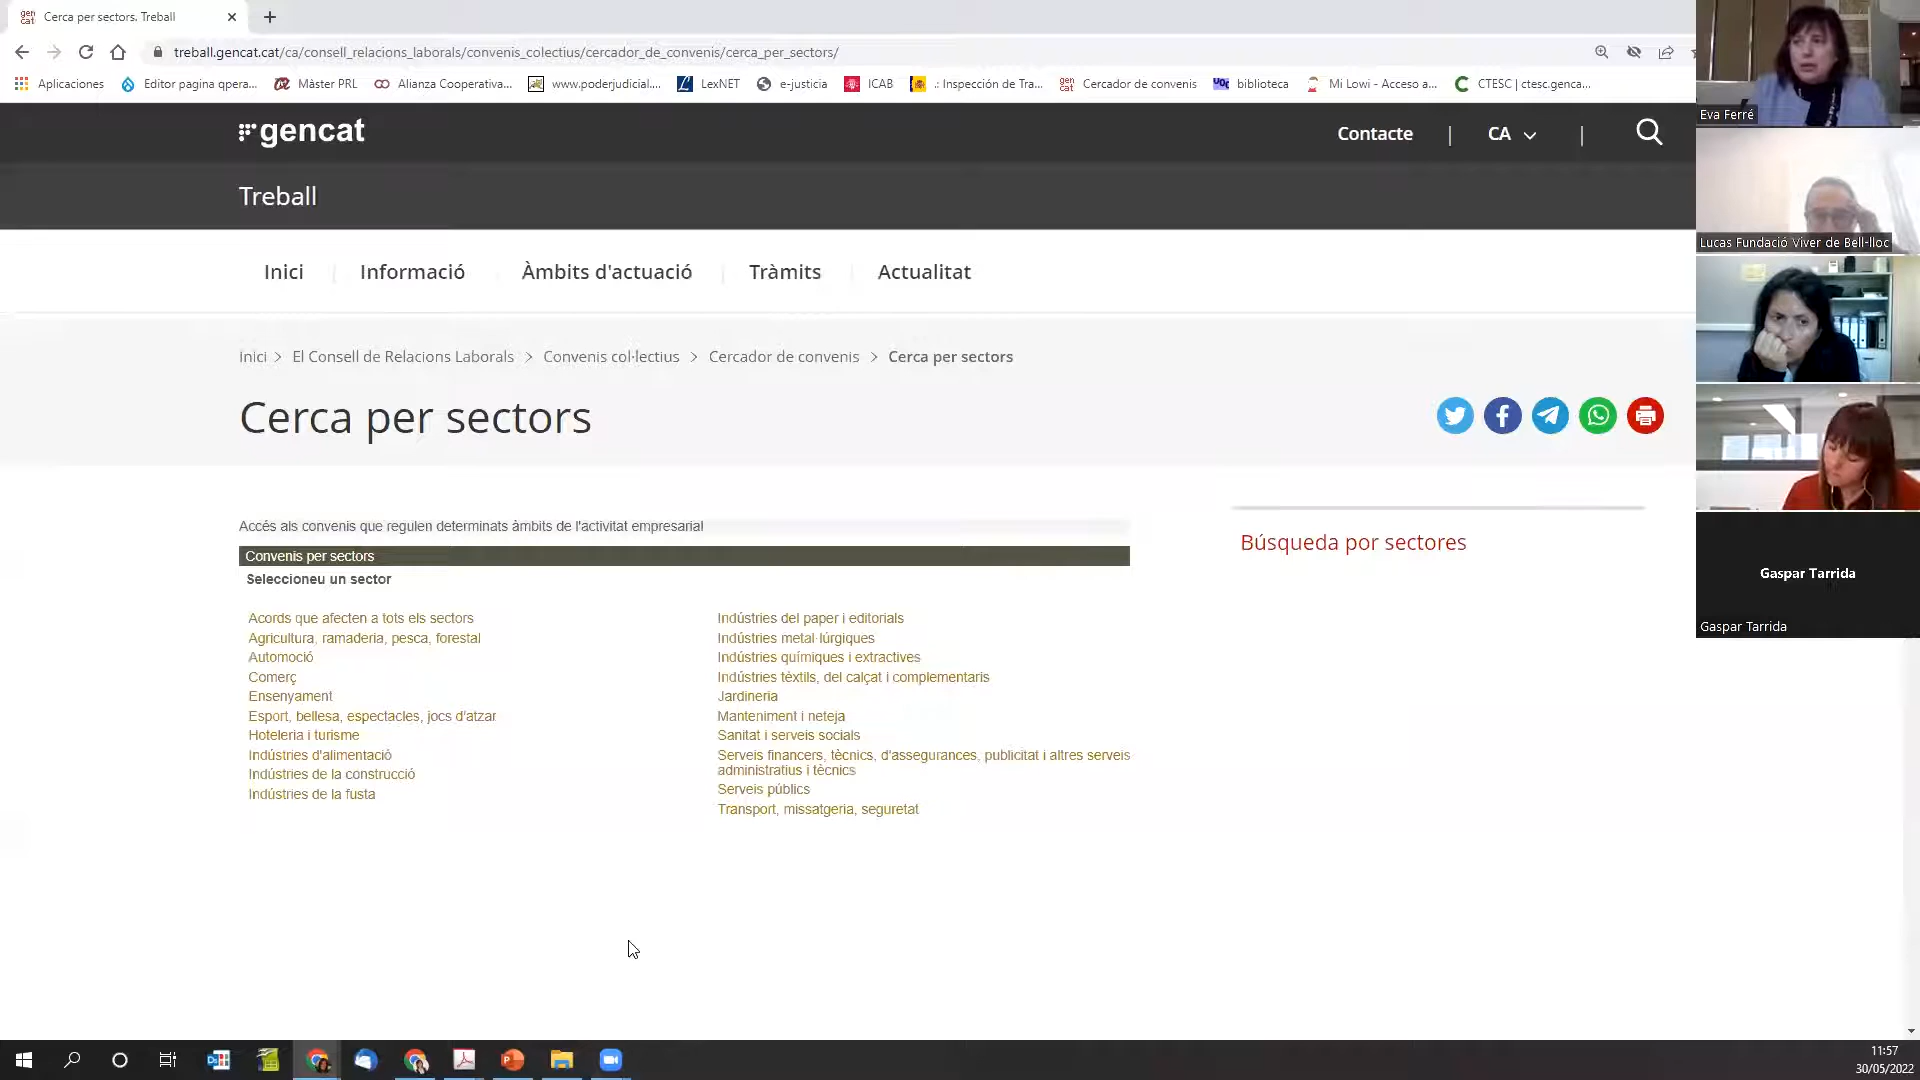 Cerca per sectors. Treball
treball.gencat.cat/ca/consell_relacions_laborals/convenis_colectius/cercador_de_convenis/cerca_per_sectors/
Aplicaciones
Editor pagina opera...
Màster PRL
Alianza Cooperativa...
www.poderjudicial....
LexNET
e-justicia
ICAB
.: Inspección de Tra...
Cercador de convenis
biblioteca
Mi Lowi - Acceso a...
CTESC | ctesc.genca...
gencat
Contacte
CA
Treball
Inici
Informació
Àmbits d'actuació
Tràmits
Actualitat
Inici > El Consell de Relacions Laborals > Convenis col·lectius > Cercador de convenis > Cerca per sectors
Cerca per sectors
Accés als convenis que regulen determinats àmbits de l'activitat empresarial
Convenis per sectors
Seleccioneu un sector
Acords que afecten a tots els sectors
Agricultura, ramaderia, pesca, forestal
Automoció
Comerç
Ensenyament
Esport, bellesa, espectacles, jocs d'atzar
Hoteleria i turisme
Indústries d'alimentació
Indústries de la construcció
Indústries de la fusta
Indústries del paper i editorials
Indústries metal·lúrgiques
Indústries químiques i extractives
Indústries tèxtils, del calçat i complementaris
Jardineria
Manteniment i neteja
Sanitat i serveis socials
Serveis financers, tècnics, d'assegurances, publicitat i altres serveis
administratius i tècnics
Serveis públics
Transport, missatgeria, seguretat
Búsqueda por sectores
Eva Ferré
Lucas Fundació Viver de Bell-lloc
Gaspar Tarrida
Gaspar Tarrida
11:57
30/05/2022